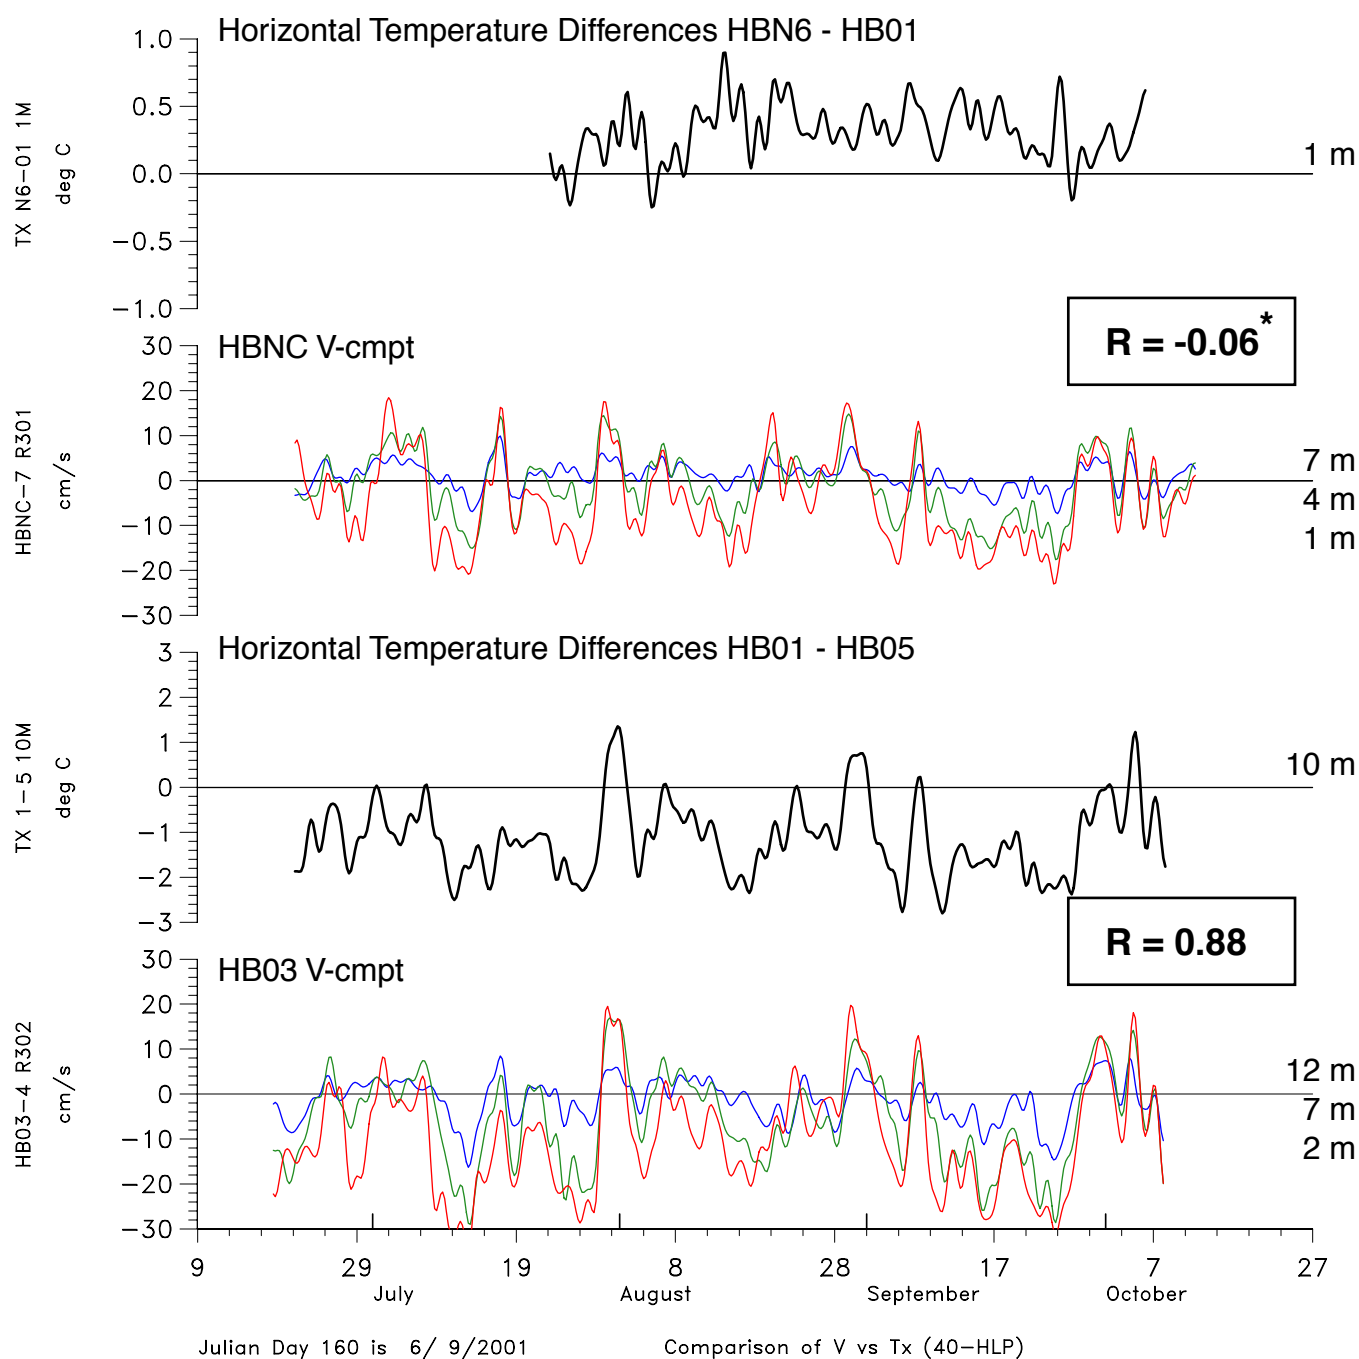 Horizontal Temperature Differences HBN6 - HB01
1.0
0.5
0.0
−0.5
−1.0
TX N6−01 1M
deg C
1 m
R = -0.06*
HBNC V-cmpt
30
20
10
0
−10
−20
−30
HBNC−7 R301
cm/s
7 m
4 m
1 m
Horizontal Temperature Differences HB01 - HB05
3
2
1
0
−1
−2
−3
TX 1−5 10M
deg C
10 m
R = 0.88
HB03 V-cmpt
30
20
10
0
−10
−20
−30
HB03−4 R302
cm/s
12 m
7 m
2 m
9 29 19 8 28 17 7 27
July August September October
Julian Day 160 is 6/ 9/2001 Comparison of V vs Tx (40−HLP)